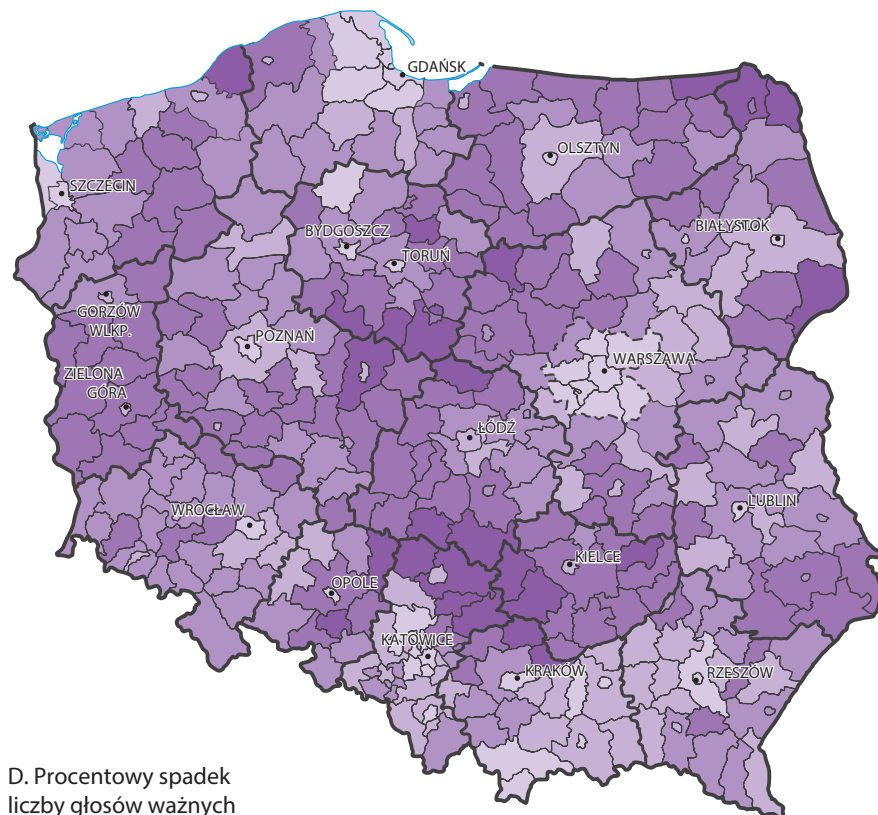 GDAŃSK
OLSZTYN
SZCZECIN
BIAŁYSTOK
BYDGOSZCZ
TORUŃ
GORZÓW
WLKP.
POZNAŃ
WARSZAWA
ZIELONA
GÓRA
ŁÓDŹ
WROCŁAW
LUBLIN
KIELCE
OPOLE
KATOWICE
KRAKÓW
RZESZÓW
D. Procentowy spadek
liczby głosów ważnych